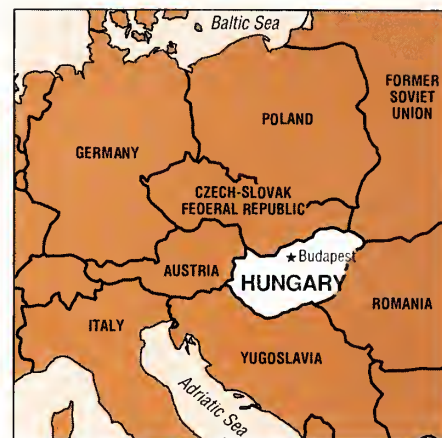 Baltic Sea
FORMER
SOVIET
UNION
POLAND
GERMANY
CZECH-SLOVAK
FEDERAL REPUBLIC
Budapest
AUSTRIA
HUNGARY
ROMANIA
ITALY
YUGOSLAVIA
Adriatic Sea